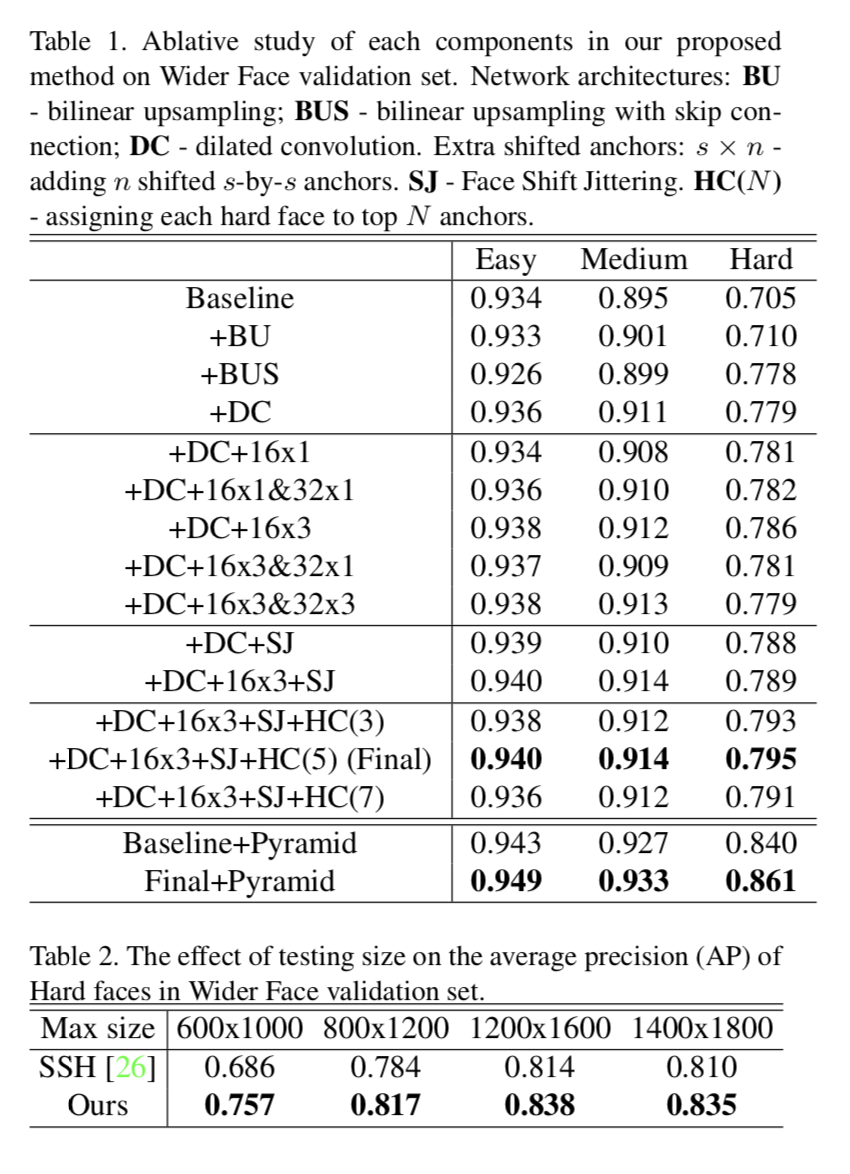 Table 1. Ablative study of each components in our proposed
method on Wider Face validation set. Network architectures: BU
- bilinear upsampling; BUS - bilinear upsampling with skip con-
nection; DC - dilated convolution. Extra shifted anchors: s × n -
adding n shifted s-by-s anchors. SJ - Face Shift Jittering. HC(N)
- assigning each hard face to top N anchors.
Easy Medium Hard
Baseline 0.934 0.895 0.705
+BU 0.933 0.901 0.710
+BUS 0.926 0.899 0.778
+DC 0.936 0.911 0.779
+DC+16x1 0.934 0.908 0.781
+DC+16x1&32x1 0.936 0.910 0.782
+DC+16x3 0.938 0.912 0.786
+DC+16x3&32x1 0.937 0.909 0.781
+DC+16x3&32x3 0.938 0.913 0.779
+DC+SJ 0.939 0.910 0.788
+DC+16x3+SJ 0.940 0.914 0.789
+DC+16x3+SJ+HC(3) 0.938 0.912 0.793
+DC+16x3+SJ+HC(5) (Final) 0.940 0.914 0.795
+DC+16x3+SJ+HC(7) 0.936 0.912 0.791
Baseline+Pyramid 0.943 0.927 0.840
Final+Pyramid 0.949 0.933 0.861
Table 2. The effect of testing size on the average precision (AP) of
Hard faces in Wider Face validation set.
Max size 600x1000 800x1200 1200x1600 1400x1800
SSH [26] 0.686 0.784 0.814 0.810
Ours 0.757 0.817 0.838 0.835